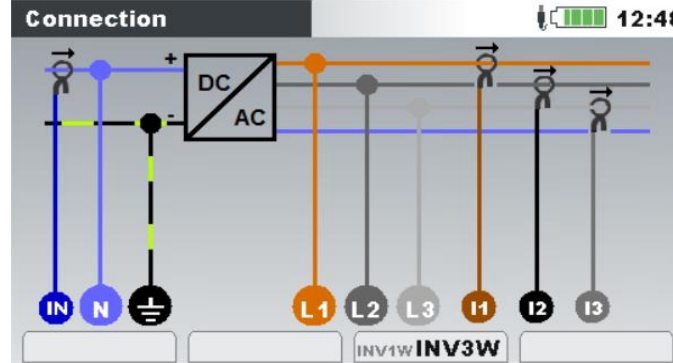 Connection 12:48
+
DC
-
AC
IN N L1 L2 L3 I1 I2 I3
INV1W INV3W